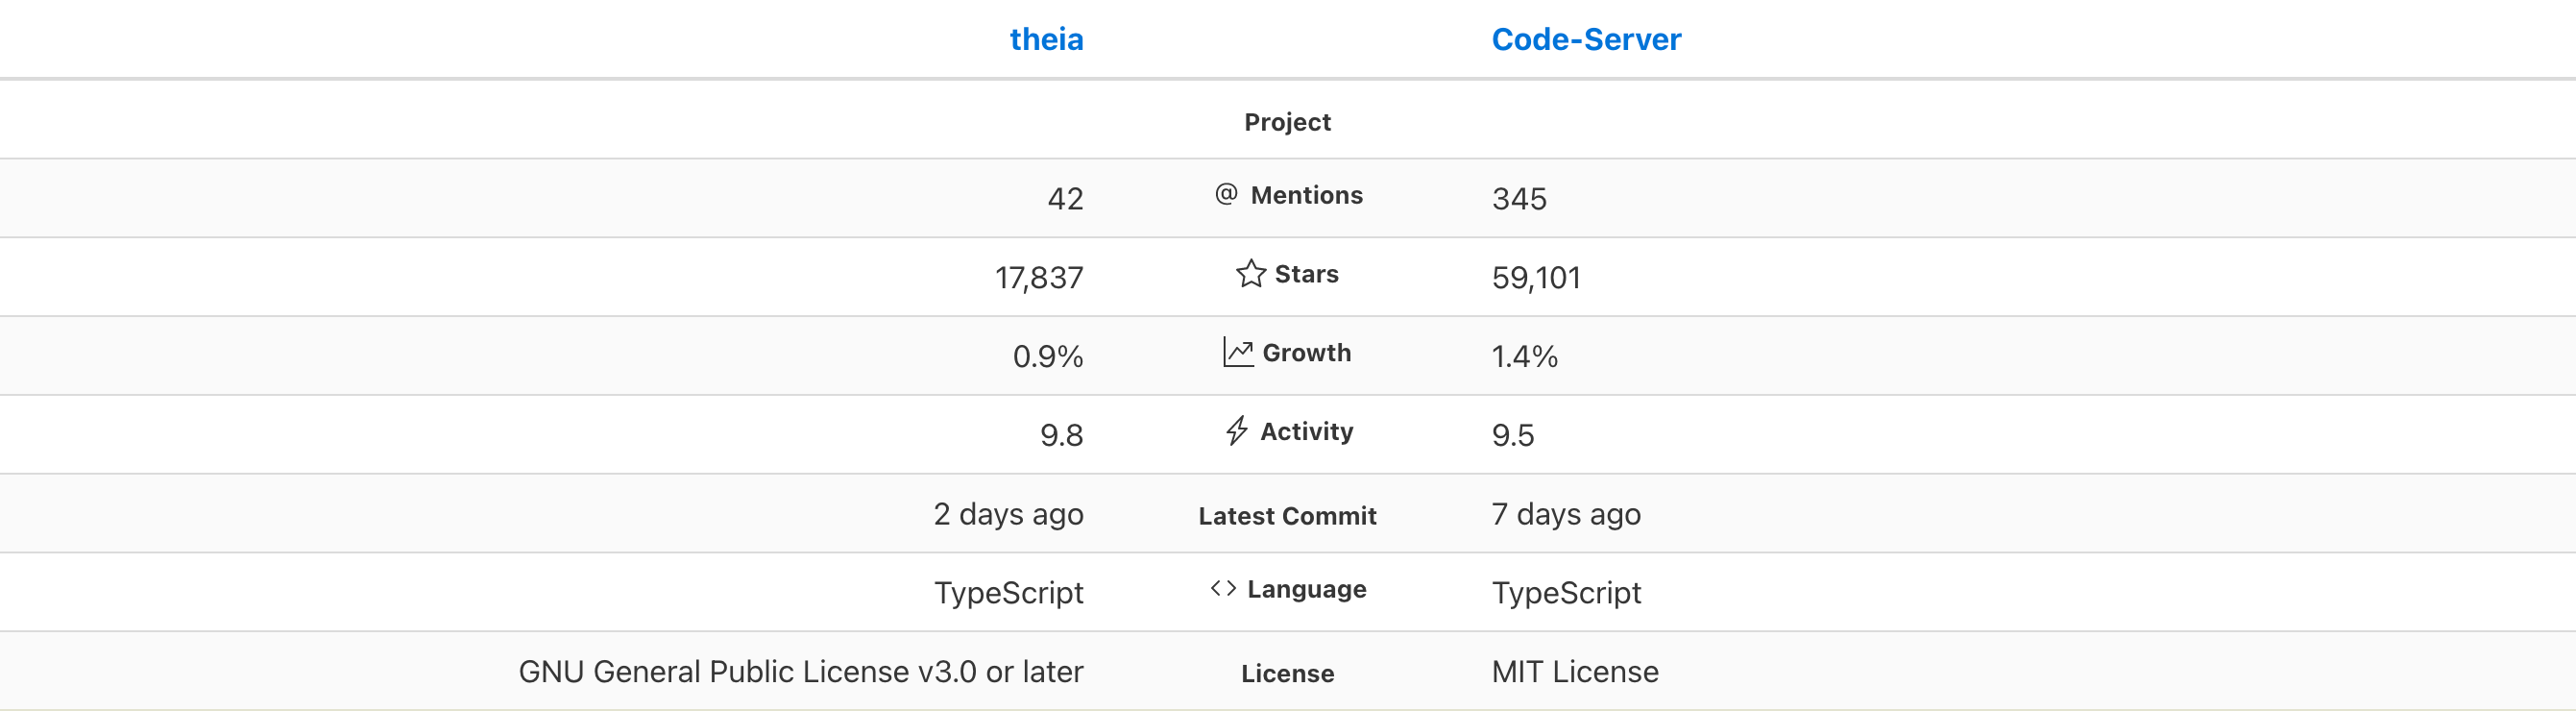 theia Code-Server
Project
42 @ Mentions 345
17,837 Stars 59,101
0.9% Growth 1.4%
9.8 Activity 9.5
2 days ago Latest Commit 7 days ago
TypeScript <> Language TypeScript
GNU General Public License v3.0 or later License MIT License